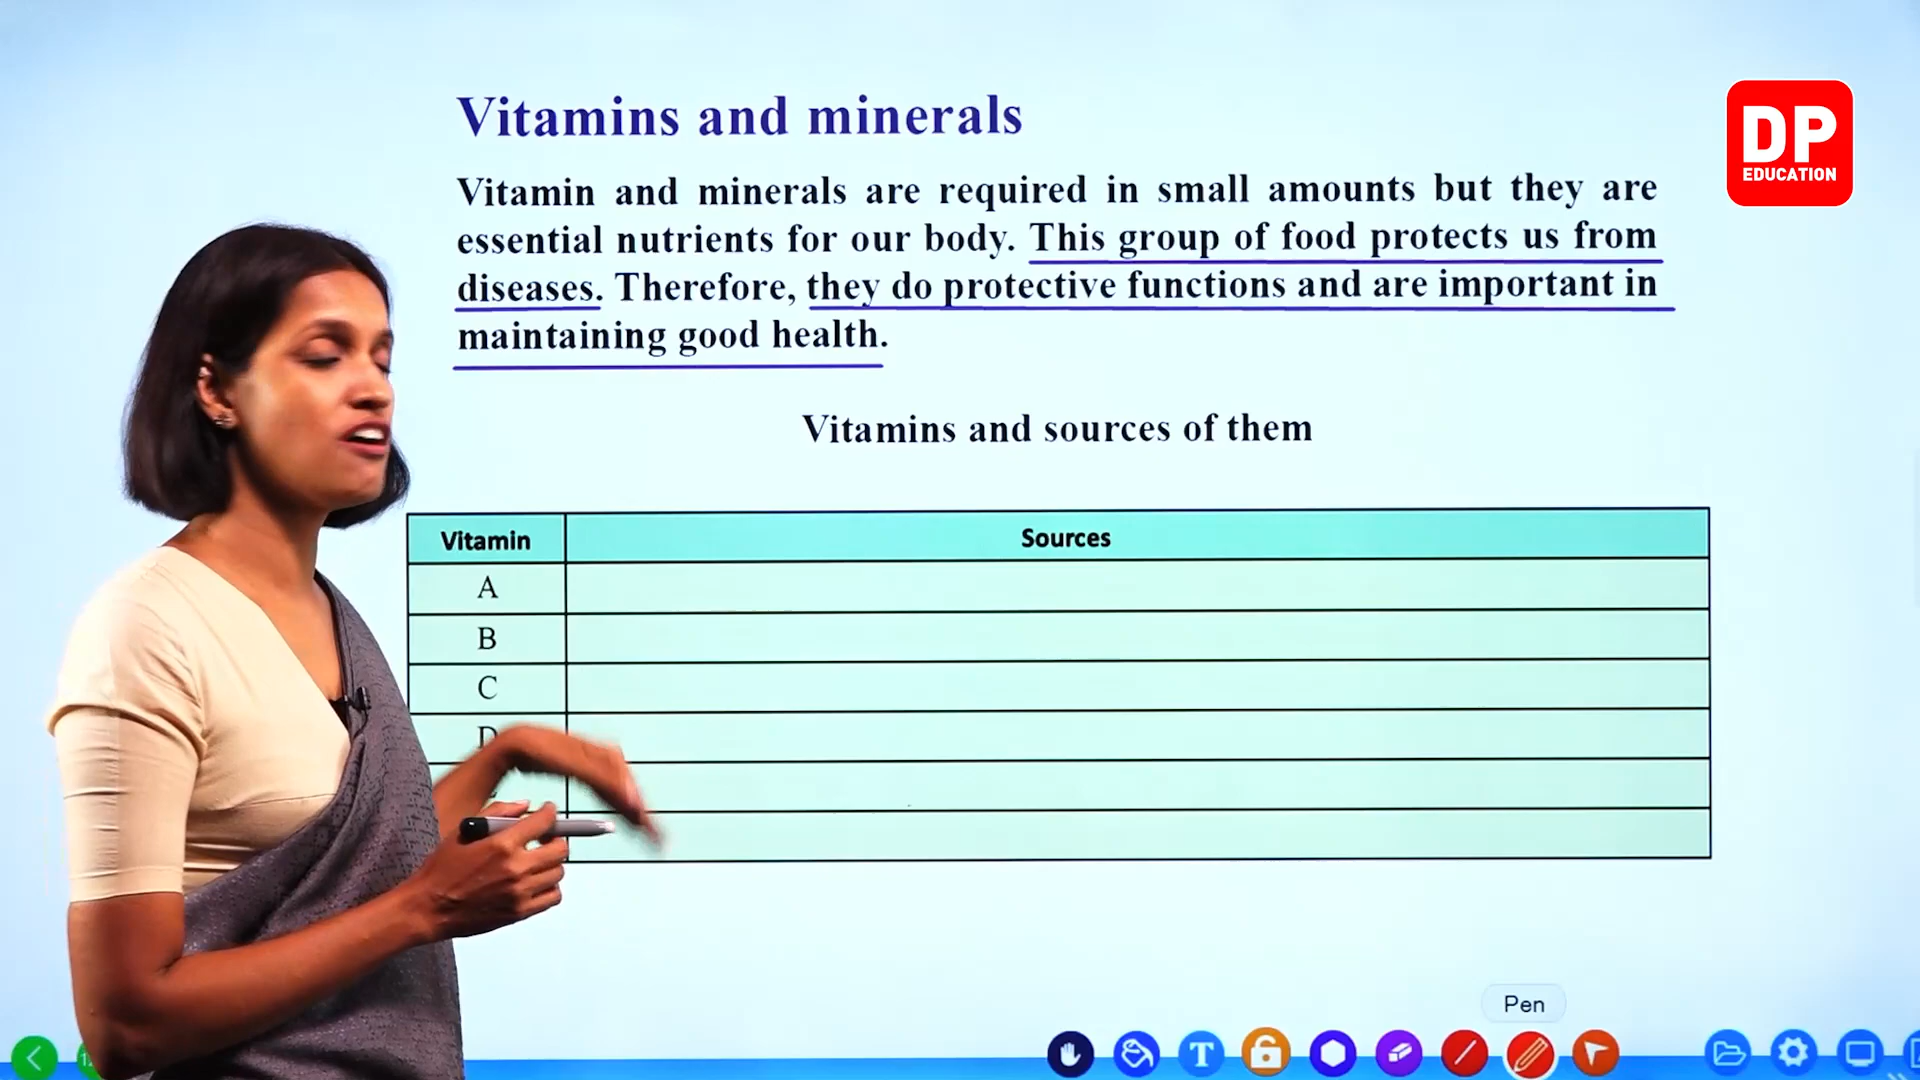 Vitamins and minerals
DP
EDUCATION
Vitamin and minerals are required in small amounts but they are
essential nutrients for our body. This group of food protects us from
diseases. Therefore, they do protective functions and are important in
maintaining good health.
Vitamins and sources of them
Vitamin Sources
A
B
C
D
Pen
T